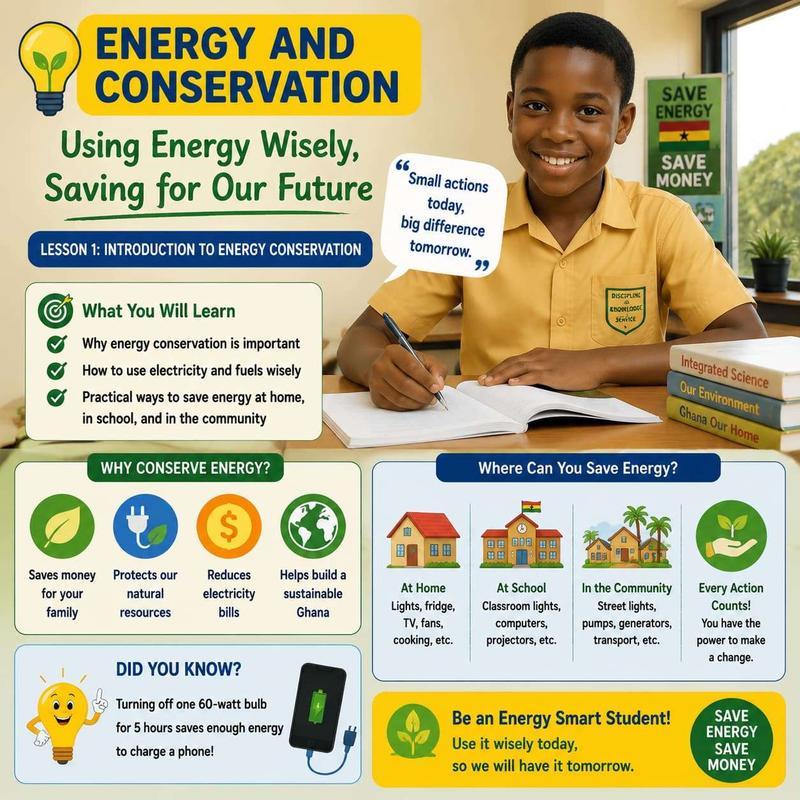 ENERGY AND
CONSERVATION
Using Energy Wisely,
Saving for Our Future
LESSON 1: INTRODUCTION TO ENERGY CONSERVATION
“Small actions
today,
big difference
tomorrow.”
SAVE
ENERGY
SAVE
MONEY
DISCIPLINE
KNOWLEDGE
SERVICE
Integrated Science
Our Environment
Ghana Our Home
What You Will Learn
Why energy conservation is important
How to use electricity and fuels wisely
Practical ways to save energy at home,
in school, and in the community
WHY CONSERVE ENERGY?
Saves money
for your
family
Protects our
natural
resources
$
Reduces
electricity
bills
Helps build a
sustainable
Ghana
Where Can You Save Energy?
At Home
Lights, fridge,
TV, fans,
cooking, etc.
At School
Classroom lights,
computers,
projectors, etc.
In the Community
Street lights,
pumps, generators,
transport, etc.
Every Action
Counts!
You have the
power to make
a change.
DID YOU KNOW?
Turning off one 60-watt bulb
for 5 hours saves enough energy
to charge a phone!
Be an Energy Smart Student!
Use it wisely today,
so we will have it tomorrow.
SAVE
ENERGY
SAVE
MONEY